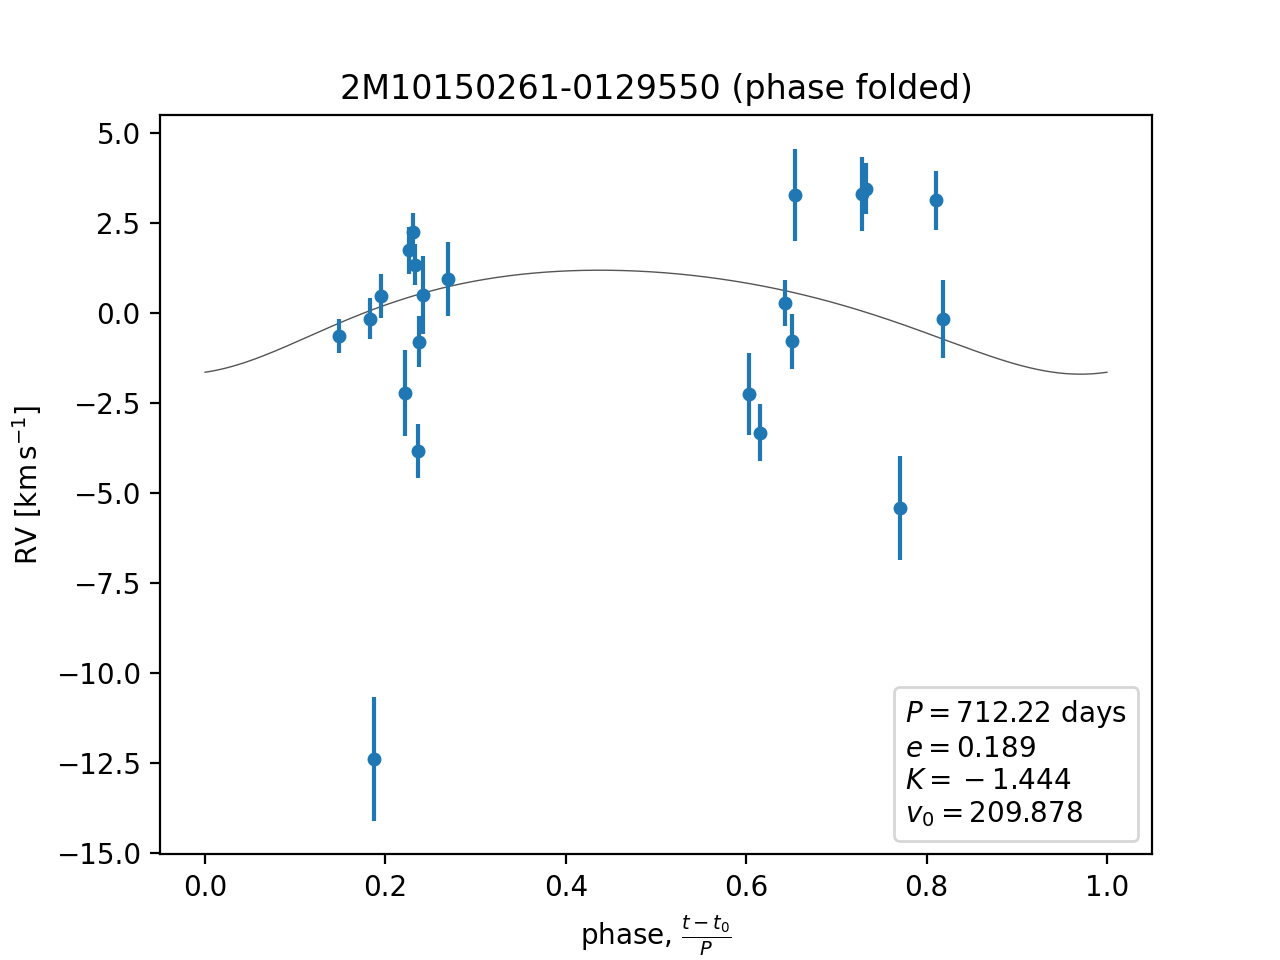 2M10150261-0129550 (phase folded)
5.0
2.5
0.0
−2.5
−5.0
−7.5
−10.0
−12.5
−15.0
RV [km s⁻¹]
P = 712.22 days
e = 0.189
K = −1.444
v₀ = 209.878
0.0 0.2 0.4 0.6 0.8 1.0
phase, (t − t₀)/P